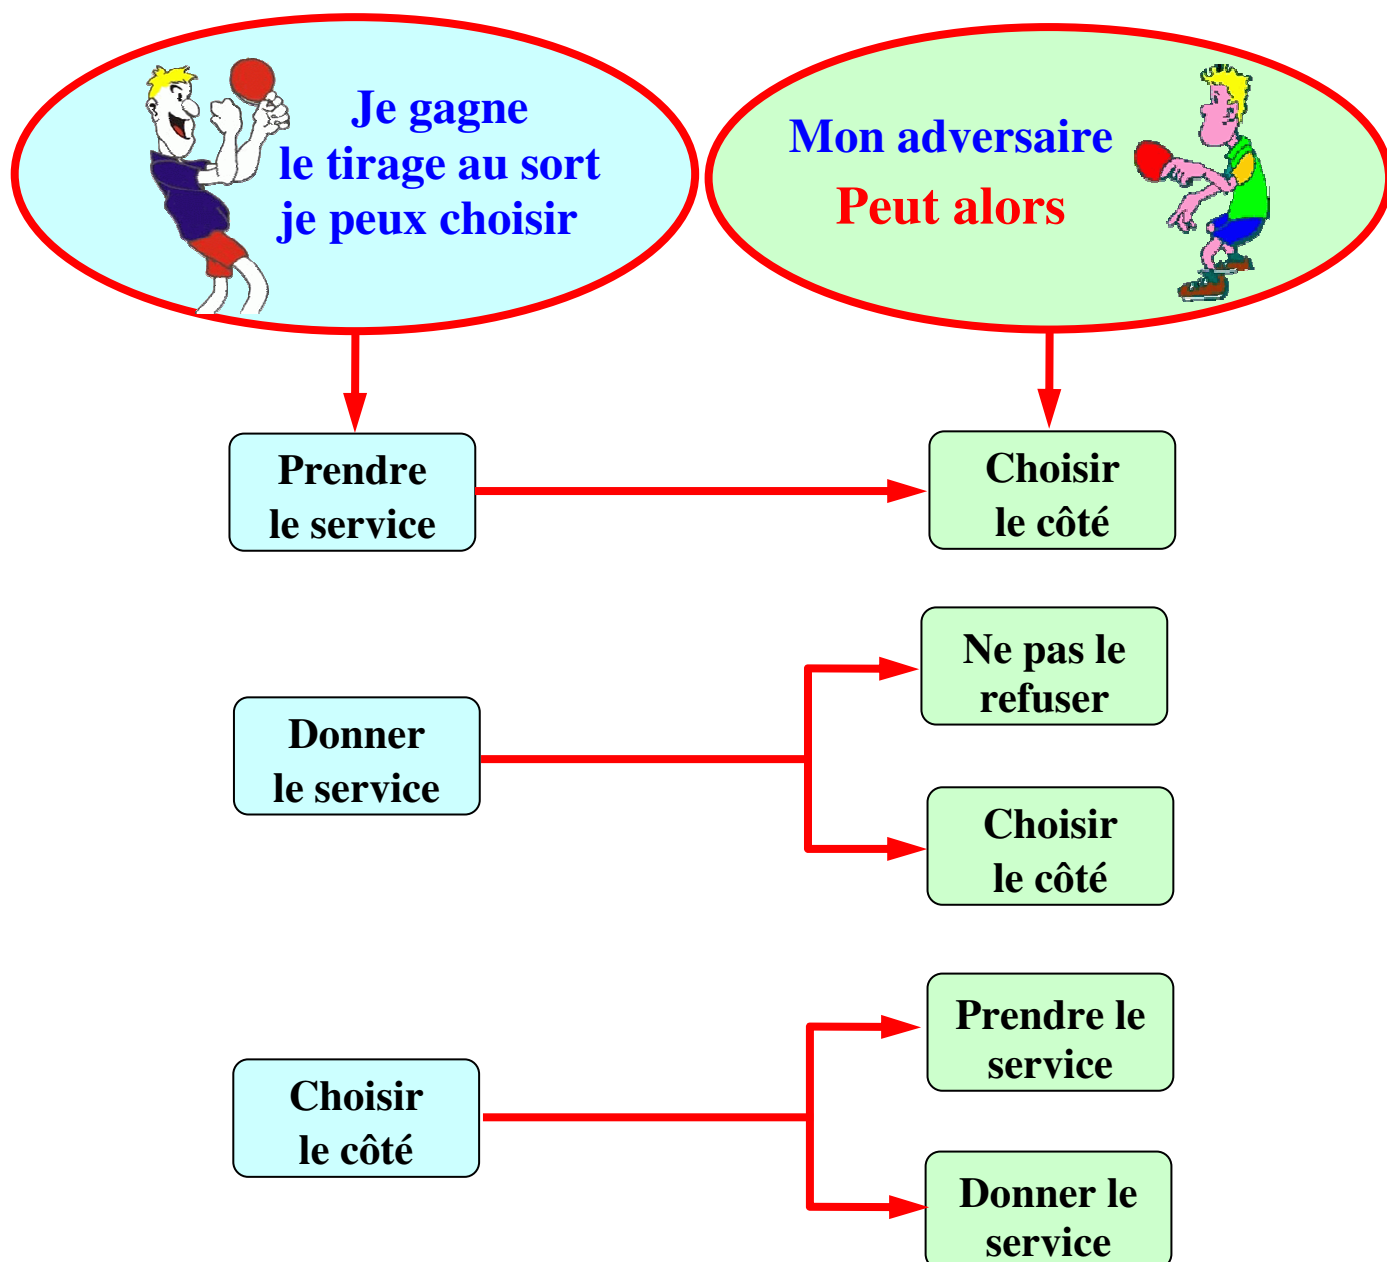 Je gagne
le tirage au sort
je peux choisir
Mon adversaire
Peut alors
Prendre
le service
Choisir
le côté
Donner
le service
Ne pas le
refuser
Choisir
le côté
Choisir
le côté
Prendre le
service
Donner le
service